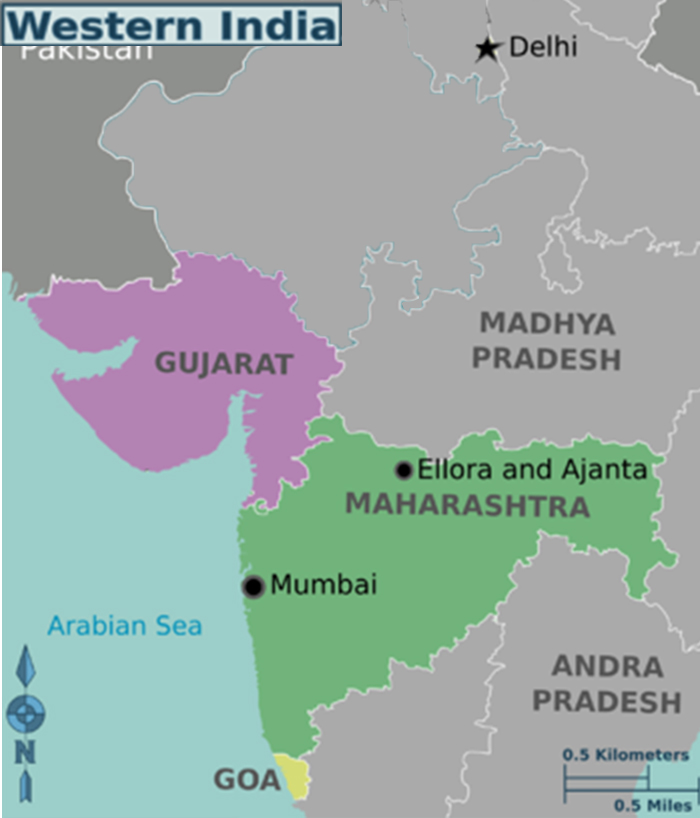 Western India
Pakistan
Delhi
MADHYA
PRADESH
GUJARAT
Ellora and Ajanta
MAHARASHTRA
Mumbai
Arabian Sea
ANDRA
PRADESH
N
GOA
0.5 Kilometers
0.5 Miles